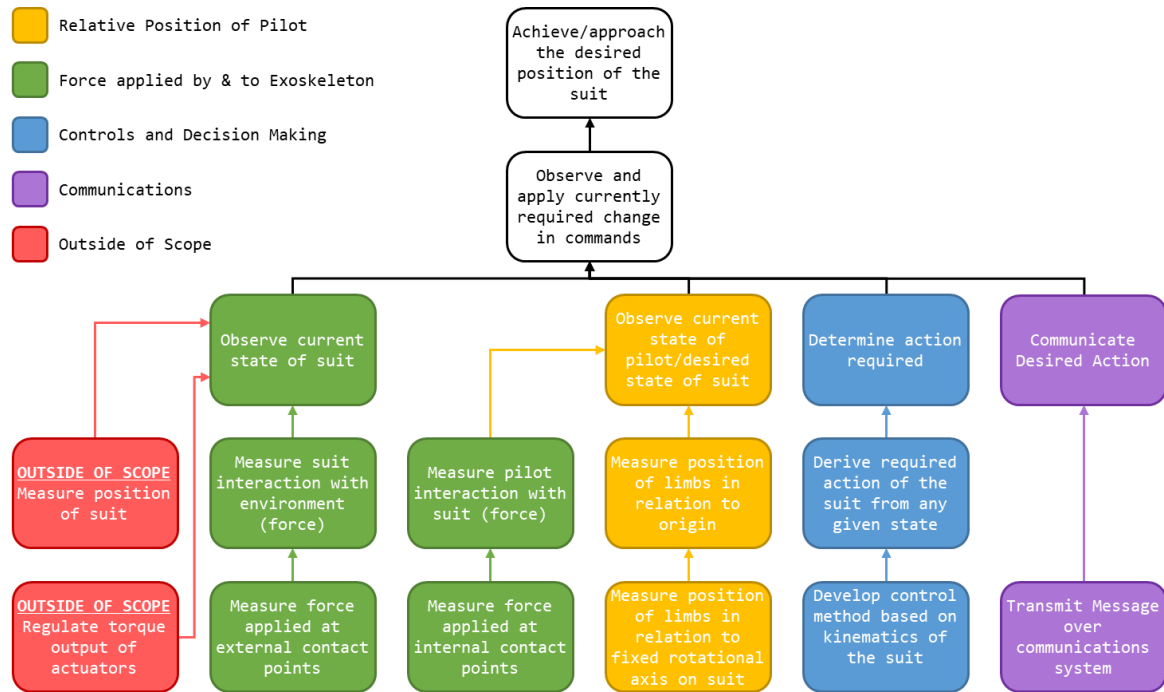 Relative Position of Pilot
Force applied by & to Exoskeleton
Controls and Decision Making
Communications
Outside of Scope
Achieve/approach
the desired
position of the
suit
Observe and
apply currently
required change
in commands
Observe current
state of suit
Observe current
state of
pilot/desired
state of suit
Determine action
required
Communicate
Desired Action
OUTSIDE OF SCOPE
Measure position
of suit
Measure suit
interaction with
environment
(force)
Measure pilot
interaction with
suit (force)
Measure position
of limbs in
relation to
origin
Derive required
action of the
suit from any
given state
OUTSIDE OF SCOPE
Regulate torque
output of
actuators
Measure force
applied at
external contact
points
Measure force
applied at
internal contact
points
Measure position
of limbs in
relation to
fixed rotational
axis on suit
Develop control
method based on
kinematics of
the suit
Transmit Message
over
communications
system